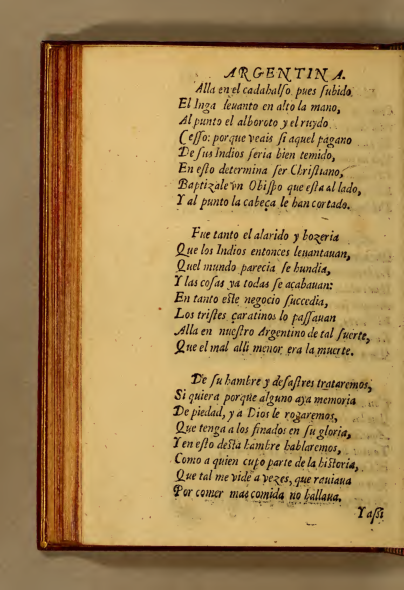 ARGENTINA.
Alla en el cadahalſo pues ſubido
El Inga leuanto en alto la mano,
Al punto el alboroto y el ruydo
Ceſſo: porque veais ſi aquel pagano
De ſus Indios ſeria bien temido,
En eſto determina ſer Chriſtiano,
Baptizale vn Obiſpo que eſta al lado,
Y al punto la cabeça le han cortado.
Fue tanto el alarido y bozeria
Que los Indios entonces leuantauan,
Quel mundo parecia ſe hundia,
Y las coſas ya todas ſe acabauan:
En tanto eſte negocio ſuccedia,
Los triſtes çaratinos lo paſſauan
Alla en nueſtro Argentino de tal ſuerte,
Que el mal alli menor era la muerte.
De ſu hambre y deſaſtres trataremos,
Si quiera porque alguno aya memoria
De piedad, y a Dios le rogaremos,
Que tenga a los finados en ſu gloria,
Y en eſto deſta hambre hablaremos,
Como a quien cupo parte de la hiſtoria,
Que tal me vide a vezes, que rauiaua
Por comer mas comida no hallaua,
Y aſſi